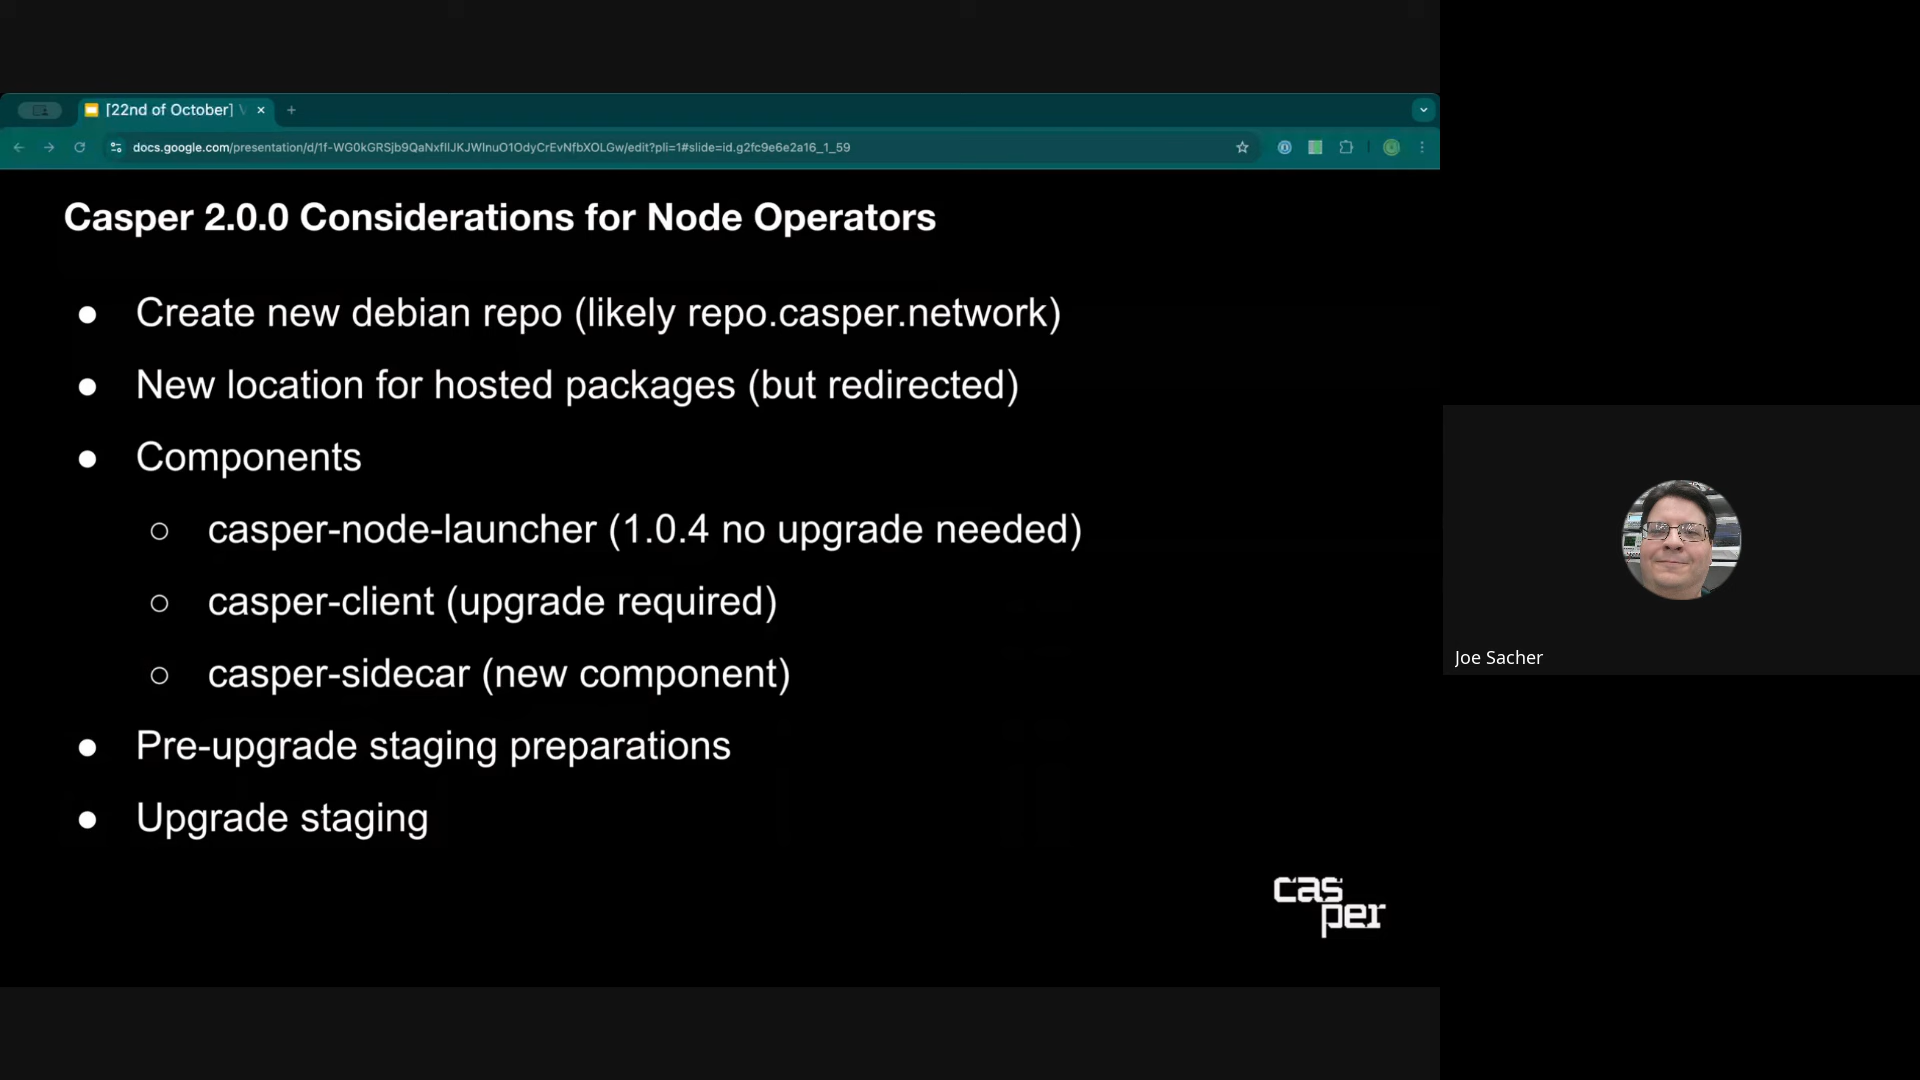 [22nd of October]
docs.google.com/presentation/d/1f-WG0kGRSjb9QaNxfIlJKJWlnuO1OdyCrEvNfbXOLGw/edit?pli=1#slide=id.g2fc9e6e2a16_1_59
Casper 2.0.0 Considerations for Node Operators
● Create new debian repo (likely repo.casper.network)
● New location for hosted packages (but redirected)
● Components
○ casper-node-launcher (1.0.4 no upgrade needed)
○ casper-client (upgrade required)
○ casper-sidecar (new component)
● Pre-upgrade staging preparations
● Upgrade staging
cas
per
Joe Sacher